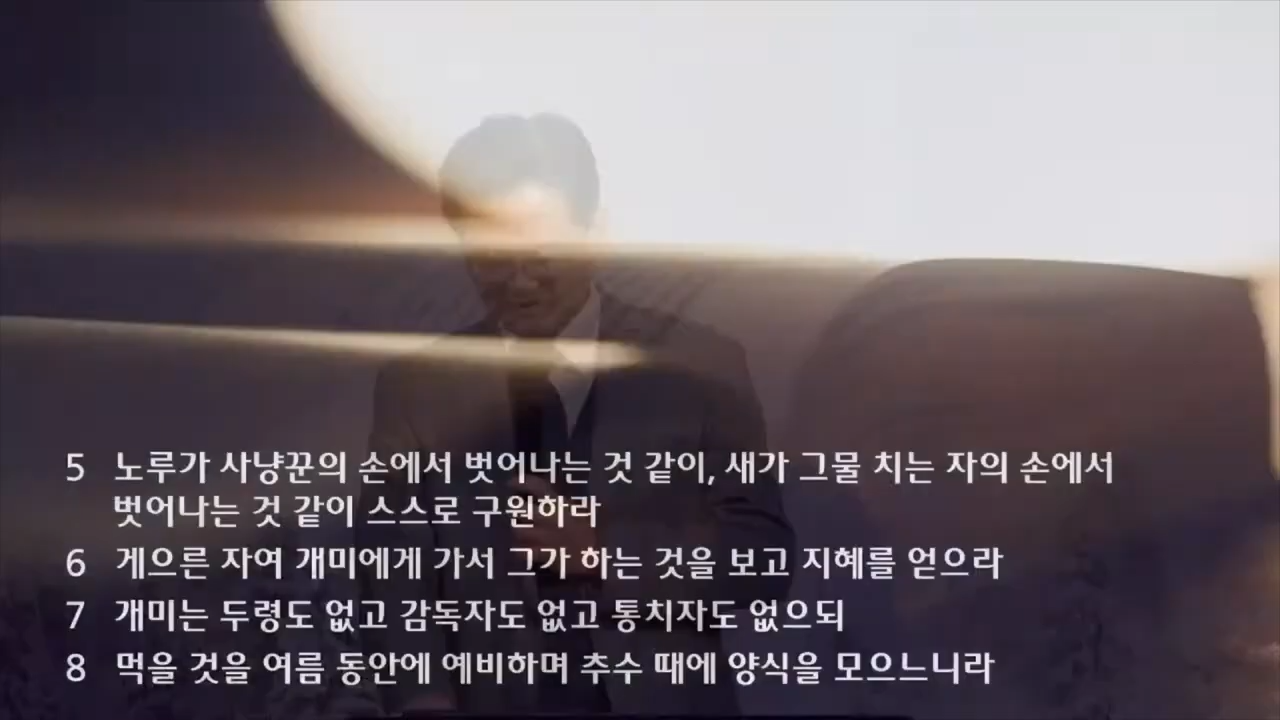 5 노루가 사냥꾼의 손에서 벗어나는 것 같이, 새가 그물 치는 자의 손에서
벗어나는 것 같이 스스로 구원하라
6 게으른 자여 개미에게 가서 그가 하는 것을 보고 지혜를 얻으라
7 개미는 두령도 없고 감독자도 없고 통치자도 없으되
8 먹을 것을 여름 동안에 예비하며 추수 때에 양식을 모으느니라